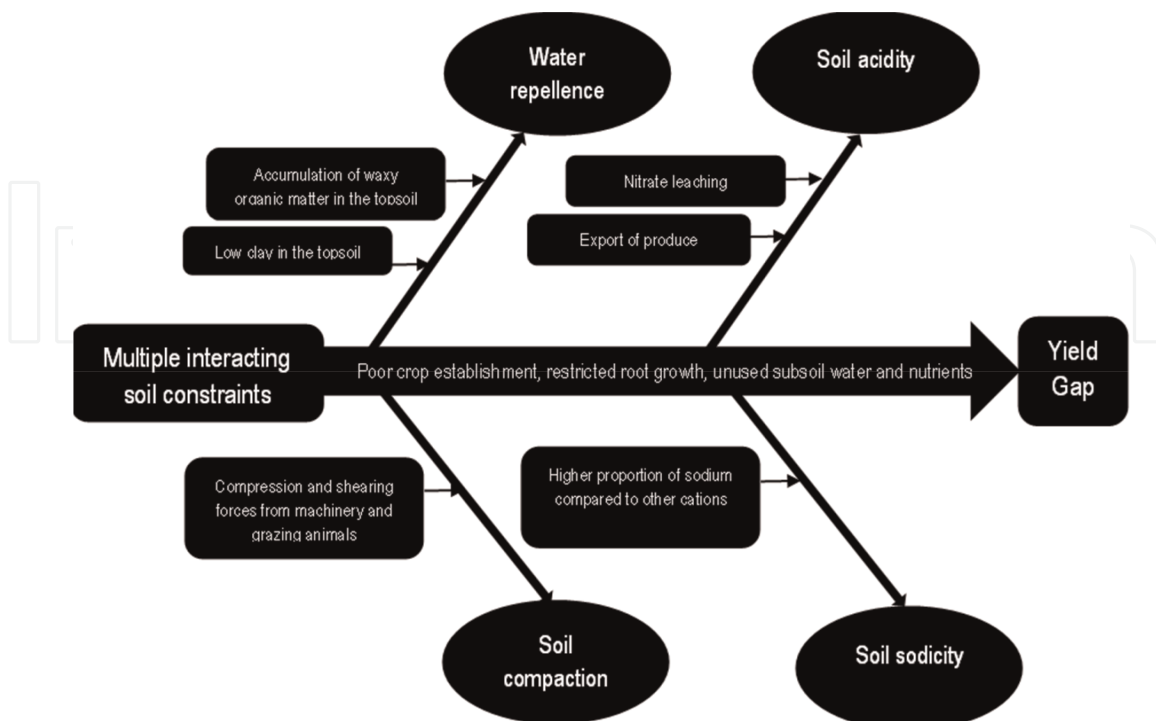 Water
repellence
Soil acidity
Accumulation of waxy
organic matter in the topsoil
Nitrate leaching
Low clay in the topsoil
Export of produce
Multiple interacting
soil constraints
Poor crop establishment, restricted root growth, unused subsoil water and nutrients
Yield
Gap
Compression and shearing
forces from machinery and
grazing animals
Higher proportion of sodium
compared to other cations
Soil
compaction
Soil sodicity